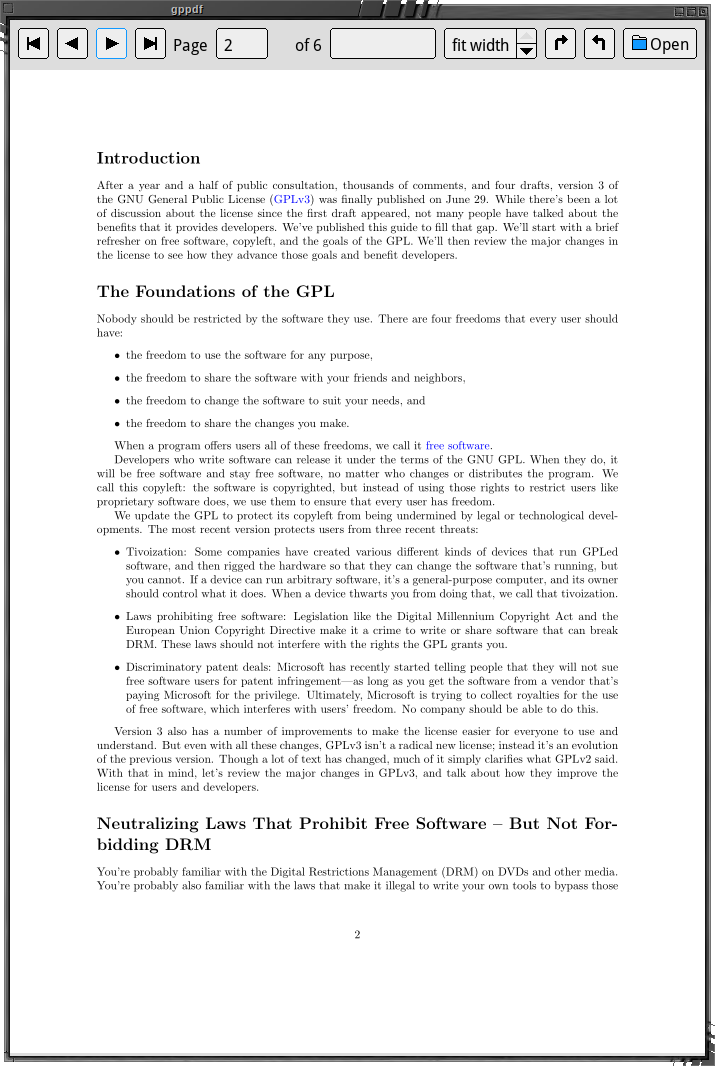 gppdf
Page 2 of 6 fit width Open
Introduction
After a year and a half of public consultation, thousands of comments, and four drafts, version 3 of
the GNU General Public License (GPLv3) was finally published on June 29. While there's been a lot
of discussion about the license since the first draft appeared, not many people have talked about the
benefits that it provides developers. We've published this guide to fill that gap. We'll start with a brief
refresher on free software, copyleft, and the goals of the GPL. We'll then review the major changes in
the license to see how they advance those goals and benefit developers.
The Foundations of the GPL
Nobody should be restricted by the software they use. There are four freedoms that every user should
have:
• the freedom to use the software for any purpose,
• the freedom to share the software with your friends and neighbors,
• the freedom to change the software to suit your needs, and
• the freedom to share the changes you make.
When a program offers users all of these freedoms, we call it free software.
Developers who write software can release it under the terms of the GNU GPL. When they do, it
will be free software and stay free software, no matter who changes or distributes the program. We
call this copyleft: the software is copyrighted, but instead of using those rights to restrict users like
proprietary software does, we use them to ensure that every user has freedom.
We update the GPL to protect its copyleft from being undermined by legal or technological devel-
opments. The most recent version protects users from three recent threats:
• Tivoization: Some companies have created various different kinds of devices that run GPLed
software, and then rigged the hardware so that they can change the software that's running, but
you cannot. If a device can run arbitrary software, it's a general-purpose computer, and its owner
should control what it does. When a device thwarts you from doing that, we call that tivoization.
• Laws prohibiting free software: Legislation like the Digital Millennium Copyright Act and the
European Union Copyright Directive make it a crime to write or share software that can break
DRM. These laws should not interfere with the rights the GPL grants you.
• Discriminatory patent deals: Microsoft has recently started telling people that they will not sue
free software users for patent infringement—as long as you get the software from a vendor that's
paying Microsoft for the privilege. Ultimately, Microsoft is trying to collect royalties for the use
of free software, which interferes with users' freedom. No company should be able to do this.
Version 3 also has a number of improvements to make the license easier for everyone to use and
understand. But even with all these changes, GPLv3 isn't a radical new license; instead it's an evolution
of the previous version. Though a lot of text has changed, much of it simply clarifies what GPLv2 said.
With that in mind, let's review the major changes in GPLv3, and talk about how they improve the
license for users and developers.
Neutralizing Laws That Prohibit Free Software – But Not For-
bidding DRM
You're probably familiar with the Digital Restrictions Management (DRM) on DVDs and other media.
You're probably also familiar with the laws that make it illegal to write your own tools to bypass those
2